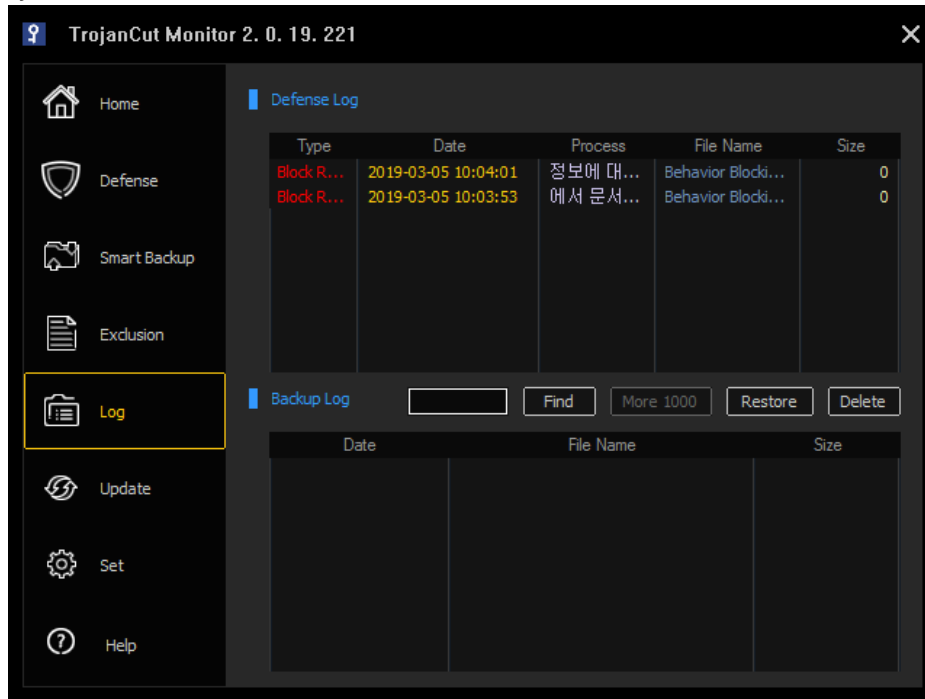 TrojanCut Monitor 2. 0. 19. 221
Home
Defense
Smart Backup
Exclusion
Log
Update
Set
Help
Defense Log
Type Date Process File Name Size
Block R... 2019-03-05 10:04:01 정보에 대... Behavior Blocki... 0
Block R... 2019-03-05 10:03:53 에서 문서... Behavior Blocki... 0
Backup Log Find More 1000 Restore Delete
Date File Name Size